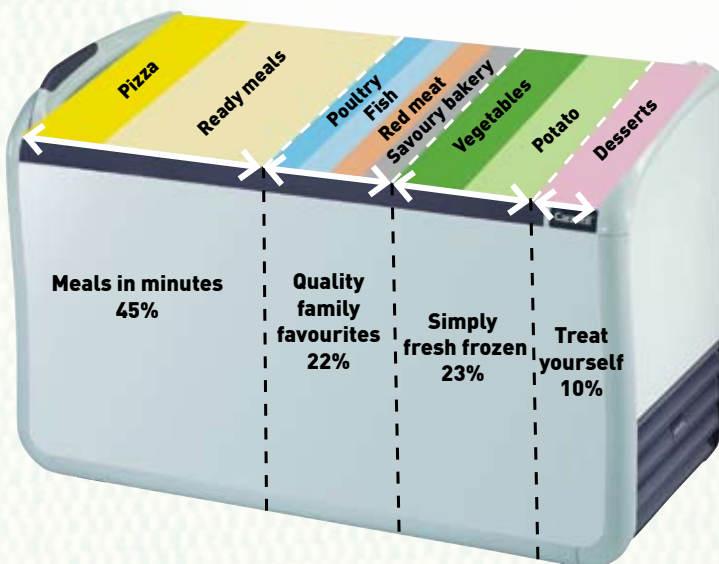 Pizza
Ready meals
Poultry
Fish
Red meat
Savoury bakery
Vegetables
Potato
Desserts
Meals in minutes
45%
Quality
family
favourites
22%
Simply
fresh frozen
23%
Treat
yourself
10%